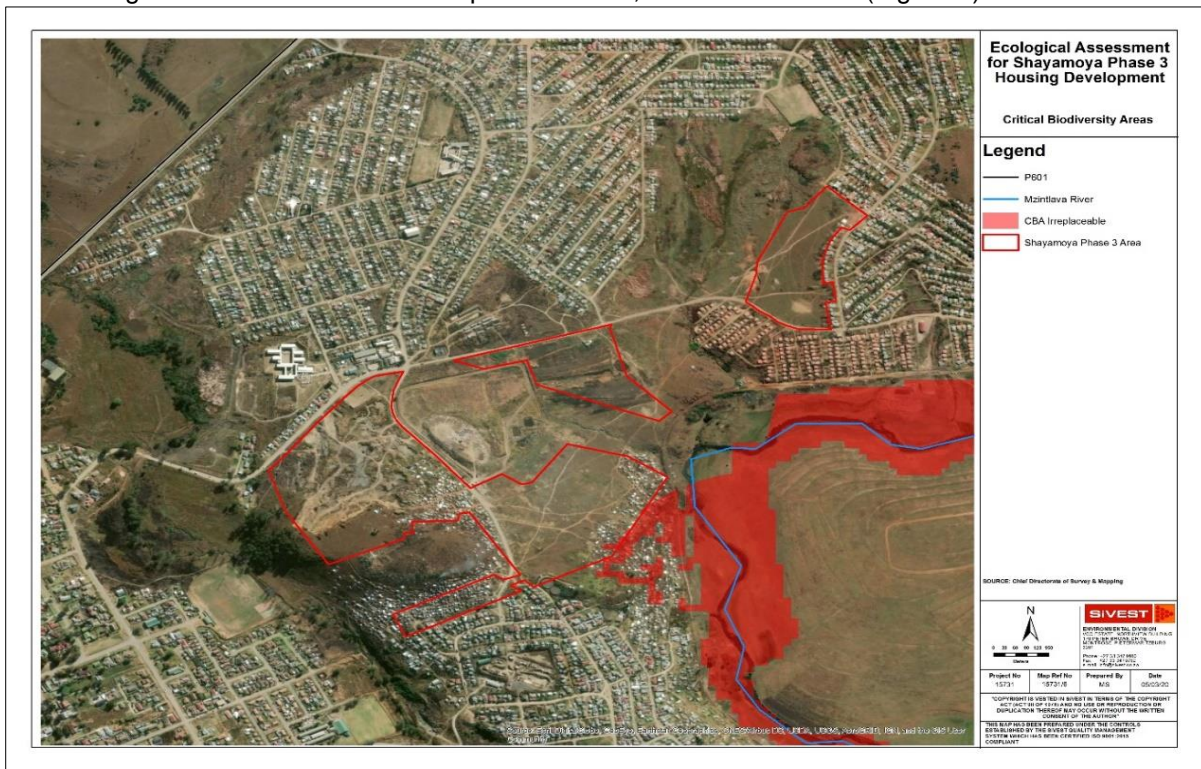 Ecological Assessment
for Shayamoya Phase 3
Housing Development
Critical Biodiversity Areas
Legend
P601
Mzintlava River
CBA Irreplaceable
Shayamoya Phase 3 Area
SOURCE: Chief Directorate of Survey & Mapping
N
Meters
SiVEST
ENVIRONMENTAL DIVISION
Project No
Map Ref No
Prepared By
Date
15731
15731/6
MS
05/03/20
"COPYRIGHT IS VESTED IN SIVEST IN TERMS OF THE COPYRIGHT
ACT (ACT 98 OF 1978) AND NO USE OR REPRODUCTION OR
DUPLICATION THEREOF MAY OCCUR WITHOUT THE WRITTEN
CONSENT OF THE AUTHOR"
THIS MAP HAS BEEN PREPARED UNDER THE CONTROLS
ESTABLISHED BY THE SIVEST QUALITY MANAGEMENT
SYSTEM WHICH HAS BEEN CERTIFIED ISO 9001:2015
COMPLIANT